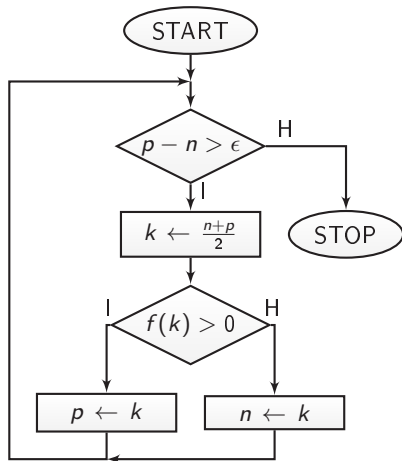 START
p − n > ϵ
H
I
k ← n+p/2
STOP
I
H
f(k) > 0
p ← k
n ← k